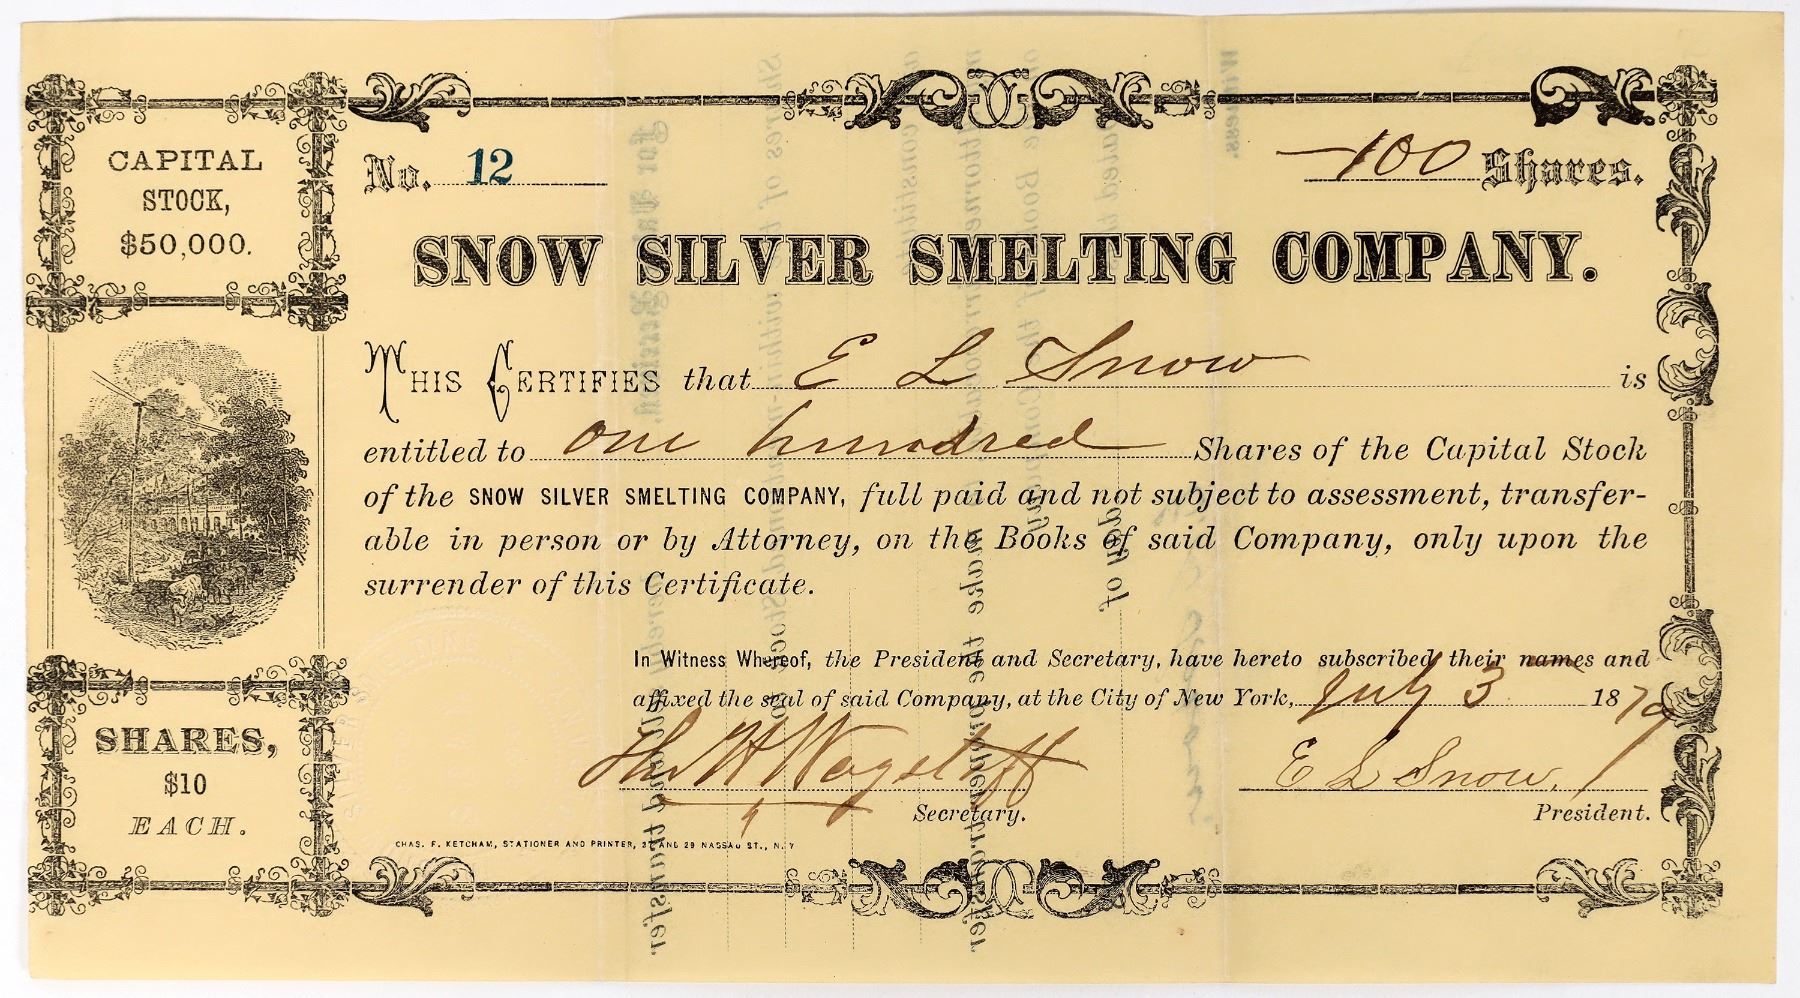 CAPITAL
STOCK,
$50,000.
SHARES,
$10
EACH.
No. 12
100 Shares.
SNOW SILVER SMELTING COMPANY.
THIS CERTIFIES that E L Snow is
entitled to one hundred Shares of the Capital Stock
of the SNOW SILVER SMELTING COMPANY, full paid and not subject to assessment, transfer-
able in person or by Attorney, on the Books of said Company, only upon the
surrender of this Certificate.
In Witness Whereof, the President and Secretary, have hereto subscribed their names and
affixed the seal of said Company, at the City of New York, July 3 1879
Secretary.
E L Snow.
President.
CHAS. F. KETCHAM, STATIONER AND PRINTER, 27 AND 29 NASSAU ST., N. Y